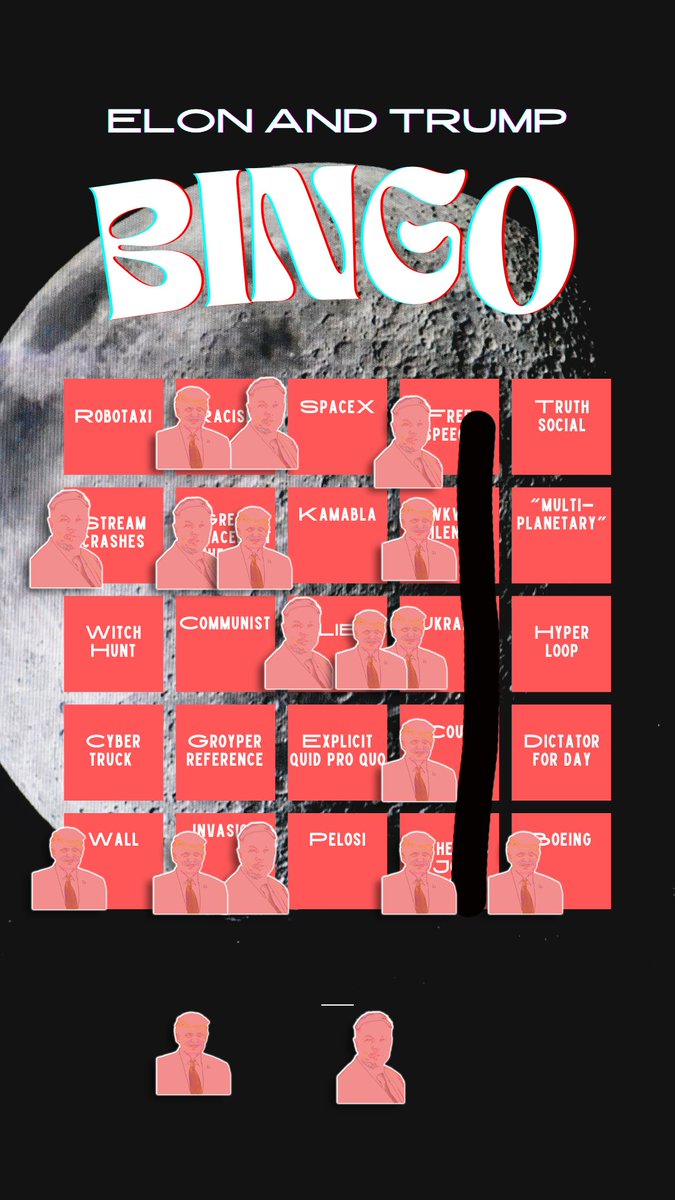 ELON AND TRUMP
BINGO
ROBOTAXI
SPACEX
TRUTH
SOCIAL
STREAM
CRASHES
KAMABLA
"MULTI-
PLANETARY"
WITCH
HUNT
COMMUNIST
HYPER
LOOP
CYBER
TRUCK
GROYPER
REFERENCE
EXPLICIT
QUID PRO QUO
DICTATOR
FOR DAY
WALL
PELOSI
BOEING